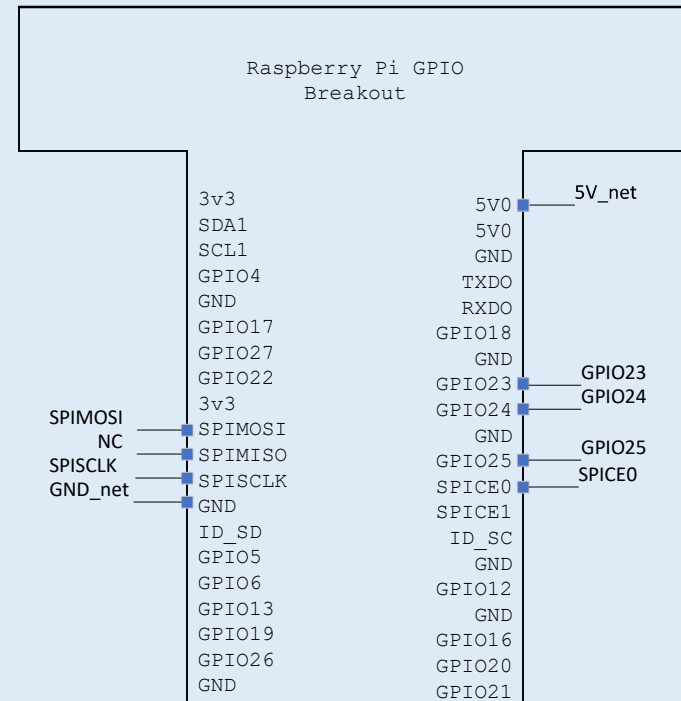 Raspberry Pi GPIO
Breakout
3v3
SDA1
SCL1
GPIO4
GND
GPIO17
GPIO27
GPIO22
3v3
SPIMOSI SPIMOSI
NC SPIMISO
SPISCLK SPISCLK
GND_net GND
ID_SD
GPIO5
GPIO6
GPIO13
GPIO19
GPIO26
GND
5V0 5V_net
5V0
GND
TXDO
RXDO
GPIO18
GND
GPIO23 GPIO23
GPIO24 GPIO24
GND
GPIO25 GPIO25
SPICE0 SPICE0
SPICE1
ID_SC
GND
GPIO12
GND
GPIO16
GPIO20
GPIO21